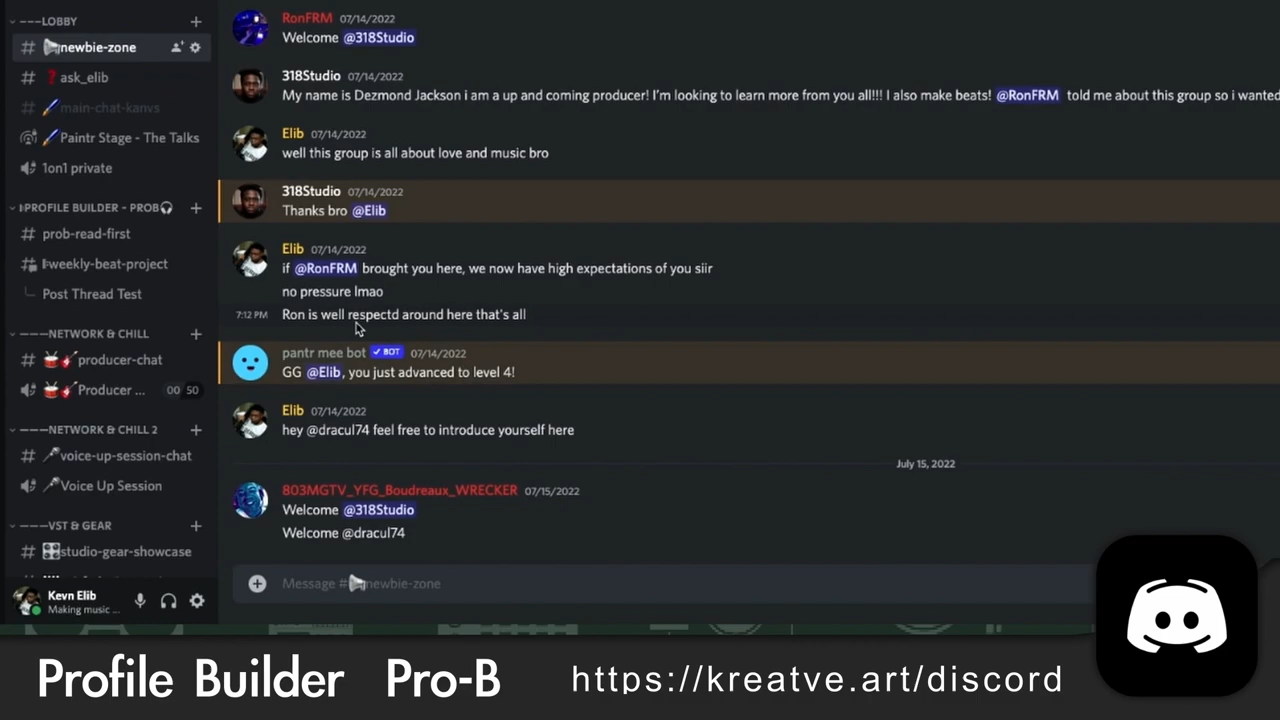 ———LOBBY
newbie-zone
ask_elib
main-chat-kanvs
Paintr Stage - The Talks
1on1 private
PROFILE BUILDER - PROB
prob-read-first
weekly-beat-project
Post Thread Test
———NETWORK & CHILL
producer-chat
Producer ... 00 50
———NETWORK & CHILL 2
voice-up-session-chat
Voice Up Session
———VST & GEAR
studio-gear-showcase
Kevn Elib
Making music ...
RonFRM 07/14/2022
Welcome @318Studio
318Studio 07/14/2022
My name is Dezmond Jackson i am a up and coming producer! I'm looking to learn more from you all!!! I also make beats! @RonFRM told me about this group so i wanted
Elib 07/14/2022
well this group is all about love and music bro
318Studio 07/14/2022
Thanks bro @Elib
Elib 07/14/2022
if @RonFRM brought you here, we now have high expectations of you siir
no pressure lmao
7:12 PM Ron is well respectd around here that's all
pantr mee bot ✓ BOT 07/14/2022
GG @Elib, you just advanced to level 4!
Elib 07/14/2022
hey @dracul74 feel free to introduce yourself here
July 15, 2022
803MGTV_YFG_Boudreaux_WRECKER 07/15/2022
Welcome @318Studio
Welcome @dracul74
Message # newbie-zone
Profile Builder Pro-B https://kreatve.art/discord